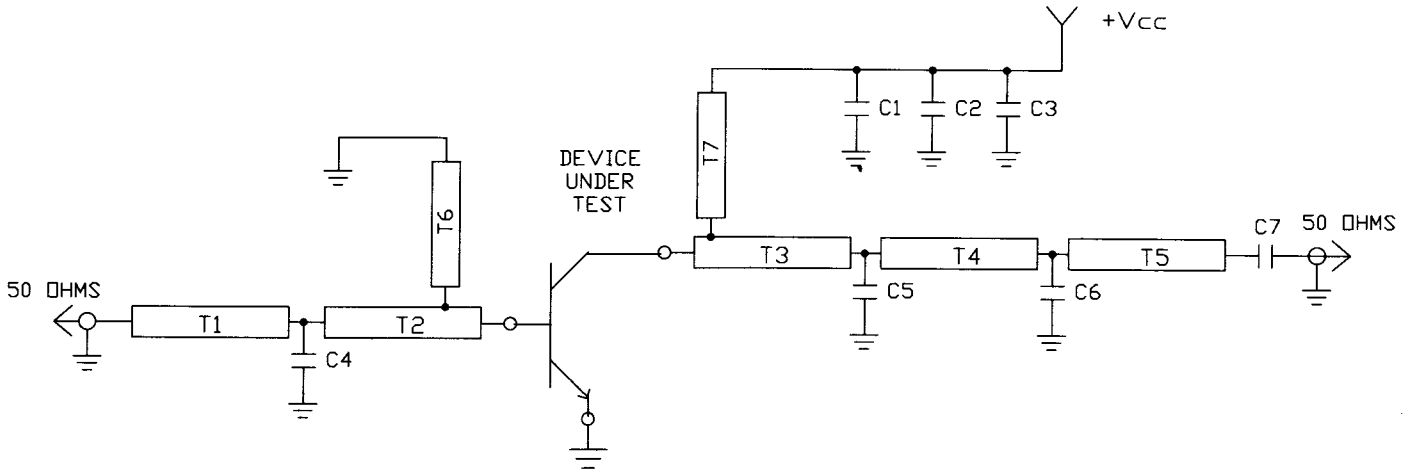 +Vcc
C1 C2 C3
T7
DEVICE
UNDER
TEST
T6
C7 50 OHMS
T3 T4 T5
50 OHMS
C5 C6
T1 T2
C4